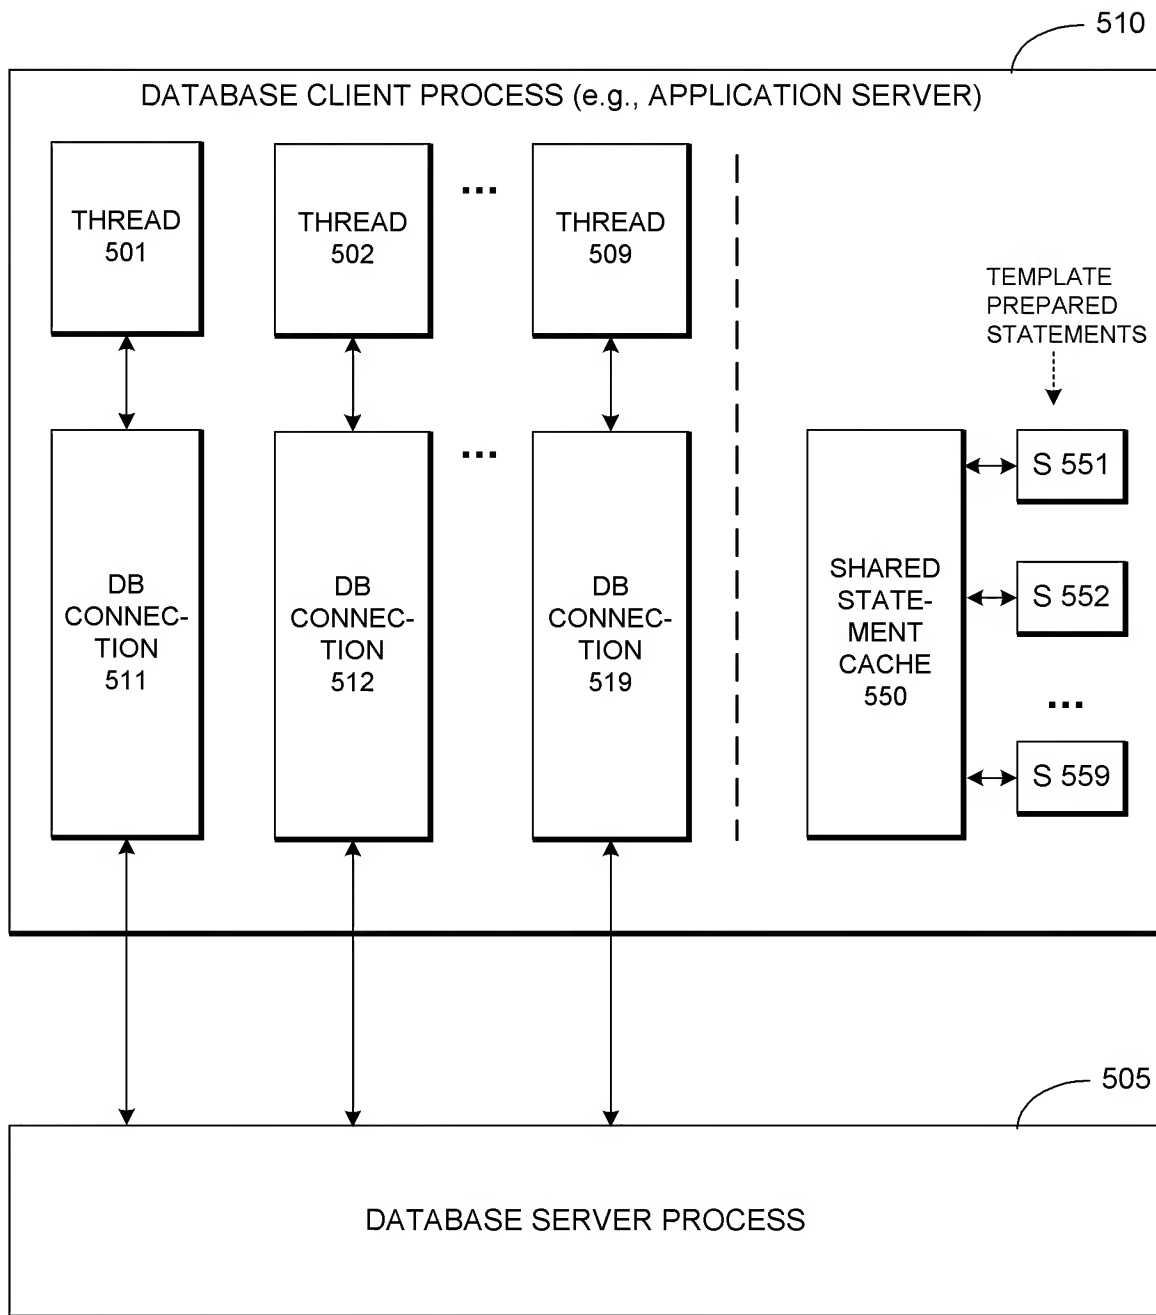 510
DATABASE CLIENT PROCESS (e.g., APPLICATION SERVER)
THREAD
501
THREAD
502
...
THREAD
509
TEMPLATE
PREPARED
STATEMENTS
DB
CONNEC-
TION
511
DB
CONNEC-
TION
512
...
DB
CONNEC-
TION
519
SHARED
STATE-
MENT
CACHE
550
S 551
S 552
...
S 559
505
DATABASE SERVER PROCESS